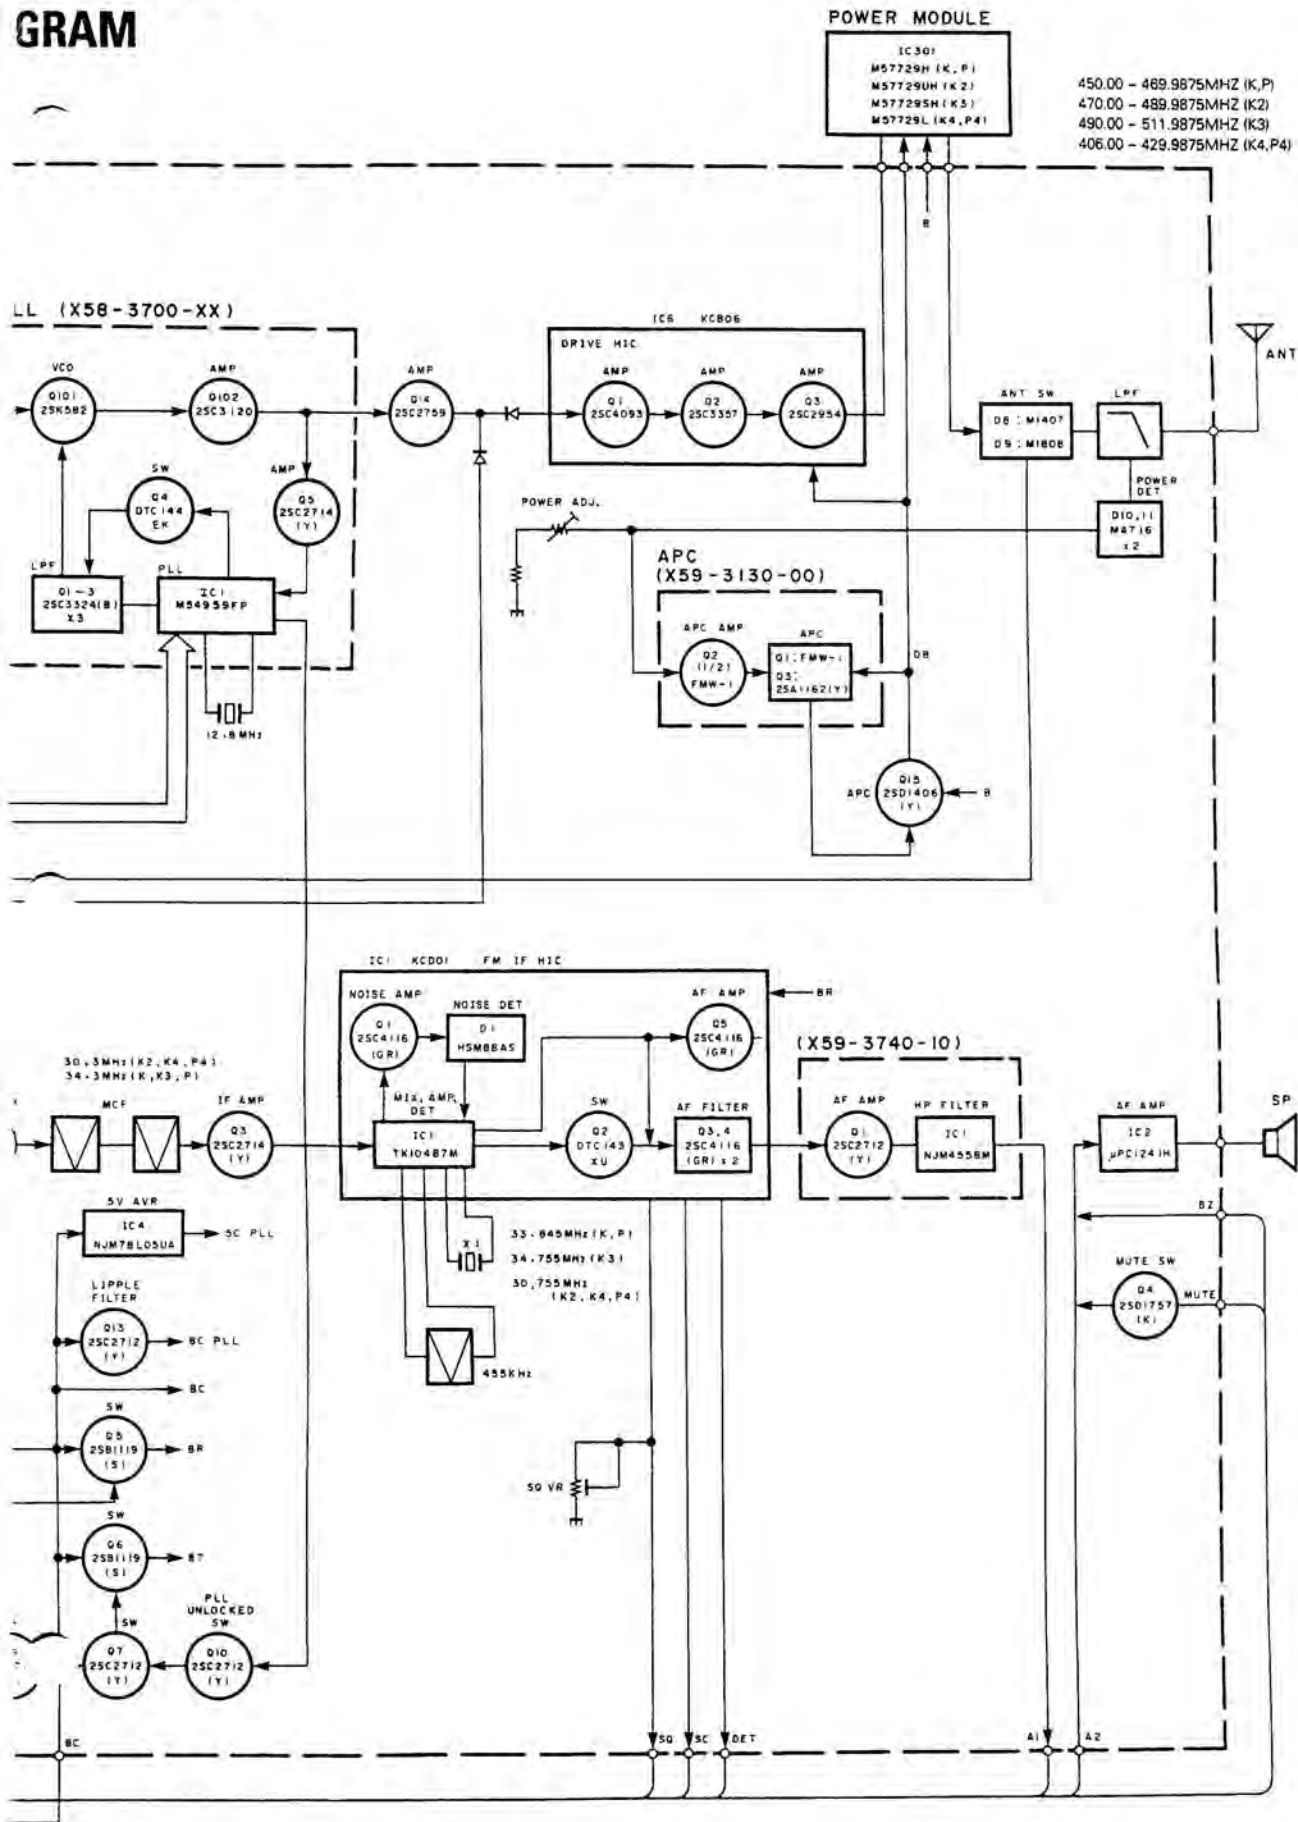 GRAM
POWER MODULE
IC301
M57729H (K, P)
M57729UH (K2)
M57729SH (K3)
M57729L (K4, P4)
450.00 – 469.9875MHZ (K,P)
470.00 – 489.9875MHZ (K2)
490.00 – 511.9875MHZ (K3)
406.00 – 429.9875MHZ (K4,P4)
B
LL (X58-3700-XX)
VCO
Q101
2SK582
AMP
Q102
2SC3120
AMP
Q14
2SC2759
IC6 KCB06
DRIVE HIC
AMP
Q1
2SC4093
AMP
Q2
2SC3357
AMP
Q3
2SC2954
ANT SW
D8 : M1407
D9 : M1808
LPF
ANT
SW
Q4
DTC144
EK
AMP
Q5
2SC2714
(Y)
LPF
Q1-3
2SC3324(B)
X3
PLL
IC1
M54959FP
12.8MHz
POWER ADJ.
POWER
DET
D10, 11
MA716
x2
APC
(X59-3130-00)
APC AMP
Q2
(1/2)
FMW-1
APC
Q1:FMW-1
Q3:
2SA1162(Y)
DB
APC
Q15
2SD1406
(Y)
B
IC1 KCD01 FM IF HIC
NOISE AMP
Q1
2SC4116
(GR)
NOISE DET
D1
HSM88AS
AF AMP
Q5
2SC4116
(GR)
BR
30.3MHz(K2, K4, P4)
34.3MHz(K, K3, P)
MCF
IF AMP
Q3
2SC2714
(Y)
MIX, AMP,
DET
IC1
TK10487M
SW
Q2
DTC143
XU
AF FILTER
Q3, 4
2SC4116
(GR) x2
(X59-3740-10)
AF AMP
Q1
2SC2712
(Y)
HP FILTER
IC1
NJM4558M
AF AMP
IC2
µPC1241H
SP
5V AVR
IC4
NJM78L05UA
5C PLL
X1
33.845MHz (K, P)
34.755MHz (K3)
30.755MHz
(K2, K4, P4)
455KHz
BZ
MUTE SW
Q4
2SD1757
(K)
MUTE
LIPPLE
FILTER
Q13
2SC2712
(Y)
BC PLL
BC
SW
Q5
2SB1119
(S)
BR
SQ VR
SW
Q6
2SB1119
(S)
BT
SW
Q7
2SC2712
(Y)
PLL
UNLOCKED
SW
Q10
2SC2712
(Y)
BC
SQ
SC
DET
A1
A2